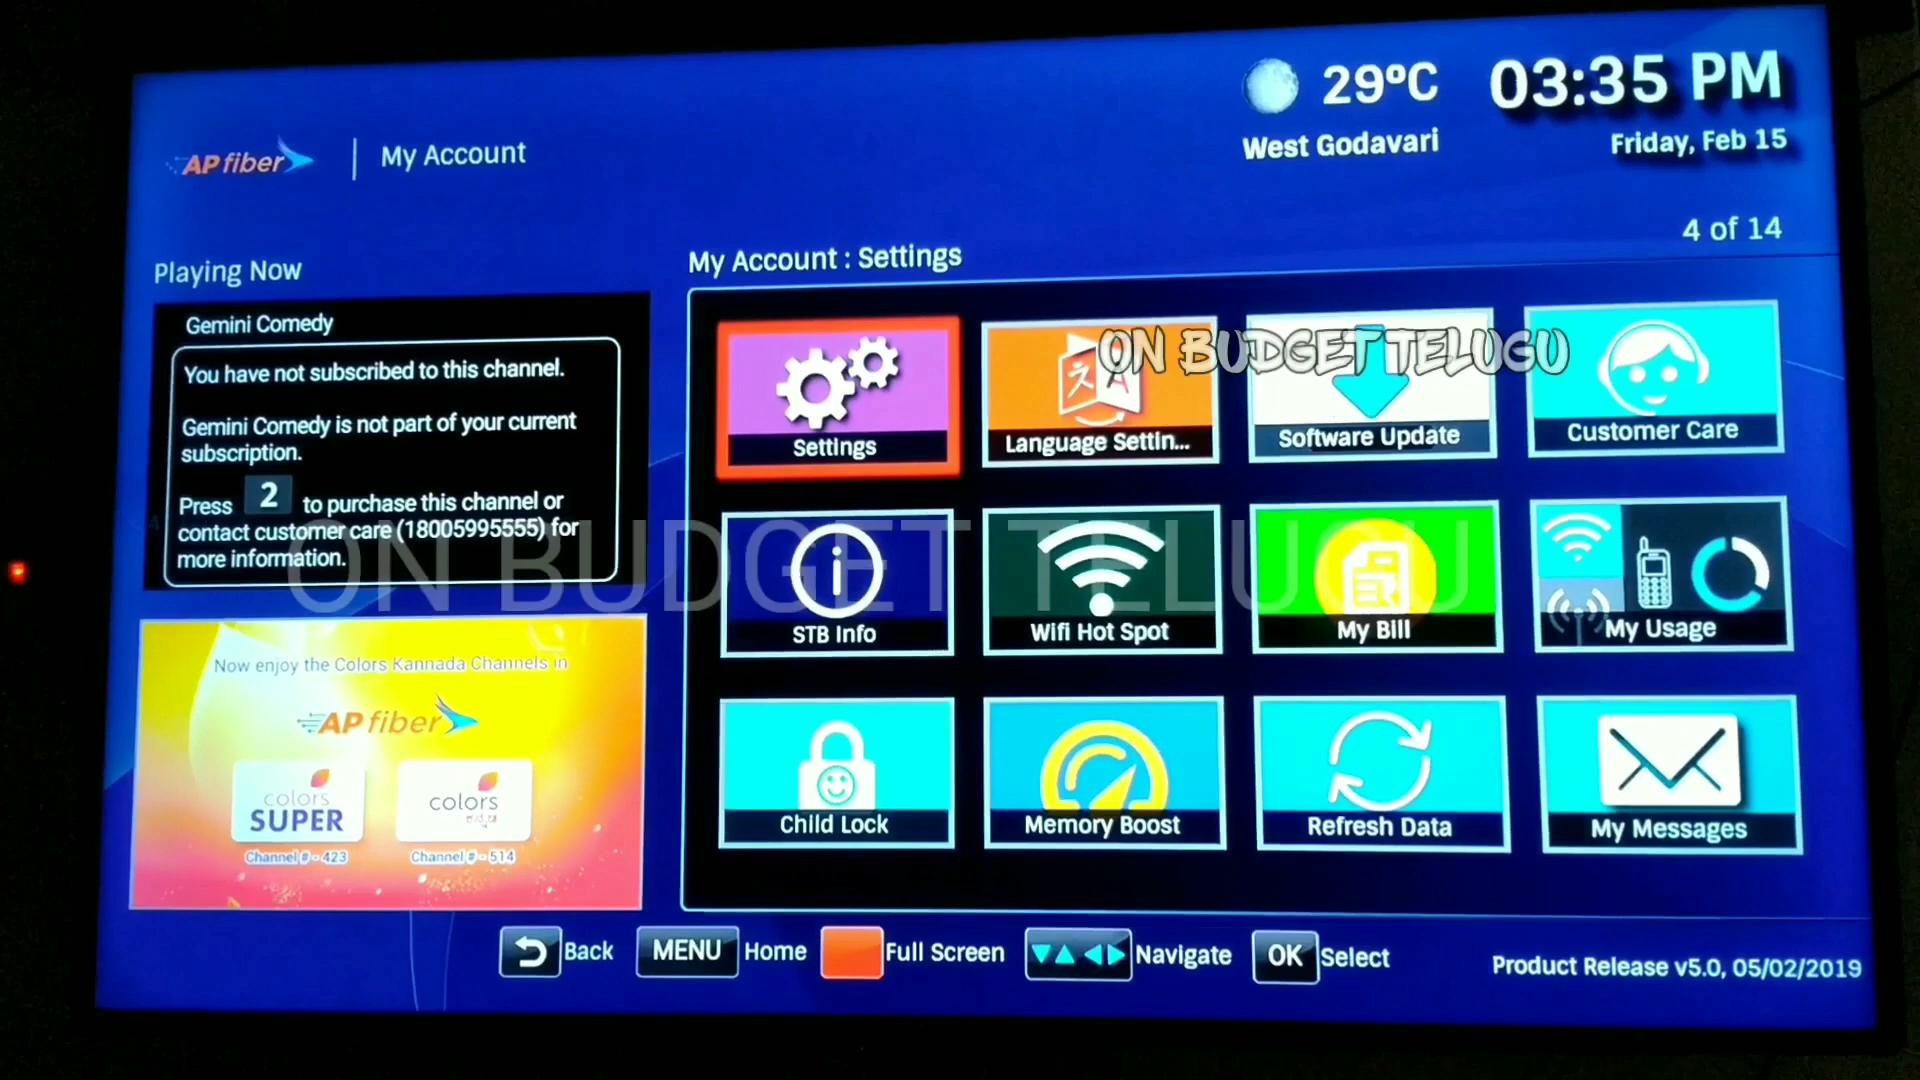 29°C
03:35 PM
West Godavari
Friday, Feb 15
AP fiber
My Account
4 of 14
Playing Now
My Account : Settings
Gemini Comedy
You have not subscribed to this channel.
Gemini Comedy is not part of your current
subscription.
Press 2 to purchase this channel or
contact customer care (18005995555) for
more information.
Now enjoy the Colors Kannada Channels in
AP fiber
colors
SUPER
colors
ಕನ್ನಡ
Channel # - 423
Channel # - 514
Settings
Language Settin...
Software Update
Customer Care
STB Info
Wifi Hot Spot
My Bill
My Usage
Child Lock
Memory Boost
Refresh Data
My Messages
ON BUDGET TELUGU
ON BUDGET TELUGU
Back
MENU Home
Full Screen
Navigate
OK Select
Product Release v5.0, 05/02/2019